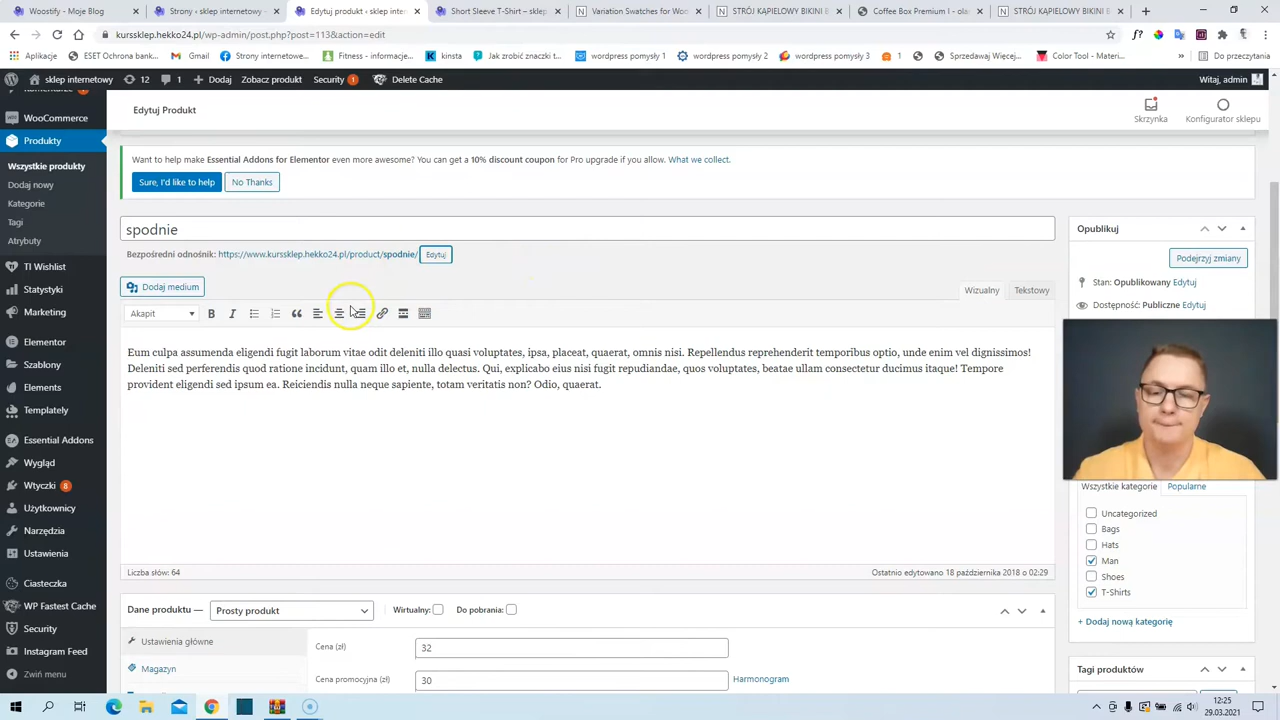 Woostify - Moj Blog
Strony ‹ sklep internetowy
Edytuj produkt ‹ sklep inter
Short Sleeve T-Shirt – sklep
Variation Swatches for Woo
STRÓJ KĄPIELOWY BIKINI B
Coffee Box Premium I - ola
STRÓJ KĄPIELOWY BIKINI B
kurssklep.hekko24.pl/wp-admin/post.php?post=113&action=edit
Aplikacje
ESET Ochrona ban...
Gmail
Strony internetow...
Fitness - informacj...
kinsta
Jak zrobić znaczki t...
wordpress pomysły 1
wordpress pomysły 2
wordpress pomysły 3
1
Sprzedawaj Więcej,...
Color Tool - Materi...
Do przeczytania
sklep internetowy
12
1
Dodaj
Zobacz produkt
Security 1
Delete Cache
Witaj, admin
Komentarze
WooCommerce
Produkty
Wszystkie produkty
Dodaj nowy
Kategorie
Tagi
Atrybuty
TI Wishlist
Statystyki
Marketing
Elementor
Szablony
Elements
Templately
Essential Addons
Wygląd
Wtyczki 8
Użytkownicy
Narzędzia
Ustawienia
Ciasteczka
WP Fastest Cache
Security
Instagram Feed
Zwiń menu
Edytuj Produkt
Skrzynka
Konfigurator sklepu
Want to help make Essential Addons for Elementor even more awesome? You can get a 10% discount coupon for Pro upgrade if you allow. What we collect.
Sure, I'd like to help
No Thanks
spodnie
Bezpośredni odnośnik: https://www.kurssklep.hekko24.pl/product/spodnie/ Edytuj
Dodaj medium
Wizualny
Tekstowy
Akapit
Eum culpa assumenda eligendi fugit laborum vitae odit deleniti illo quasi voluptates, ipsa, placeat, quaerat, omnis nisi. Repellendus reprehenderit temporibus optio, unde enim vel dignissimos!
Deleniti sed perferendis quod ratione incidunt, quam illo et, nulla delectus. Qui, explicabo eius nisi fugit repudiandae, quos voluptates, beatae ullam consectetur ducimus itaque! Tempore
provident eligendi sed ipsum ea. Reiciendis nulla neque sapiente, totam veritatis non? Odio, quaerat.
Liczba słów: 64
Ostatnio edytowano 18 października 2018 o 02:29
Dane produktu —
Prosty produkt
Wirtualny:
Do pobrania:
Ustawienia główne
Magazyn
Cena (zł)
32
Cena promocyjna (zł)
30
Harmonogram
Opublikuj
Podejrzyj zmiany
Stan: Opublikowany Edytuj
Dostępność: Publiczne Edytuj
Wszystkie kategorie
Popularne
Uncategorized
Bags
Hats
Man
Shoes
T-Shirts
+ Dodaj nową kategorię
Tagi produktów
12:25
29.03.2021